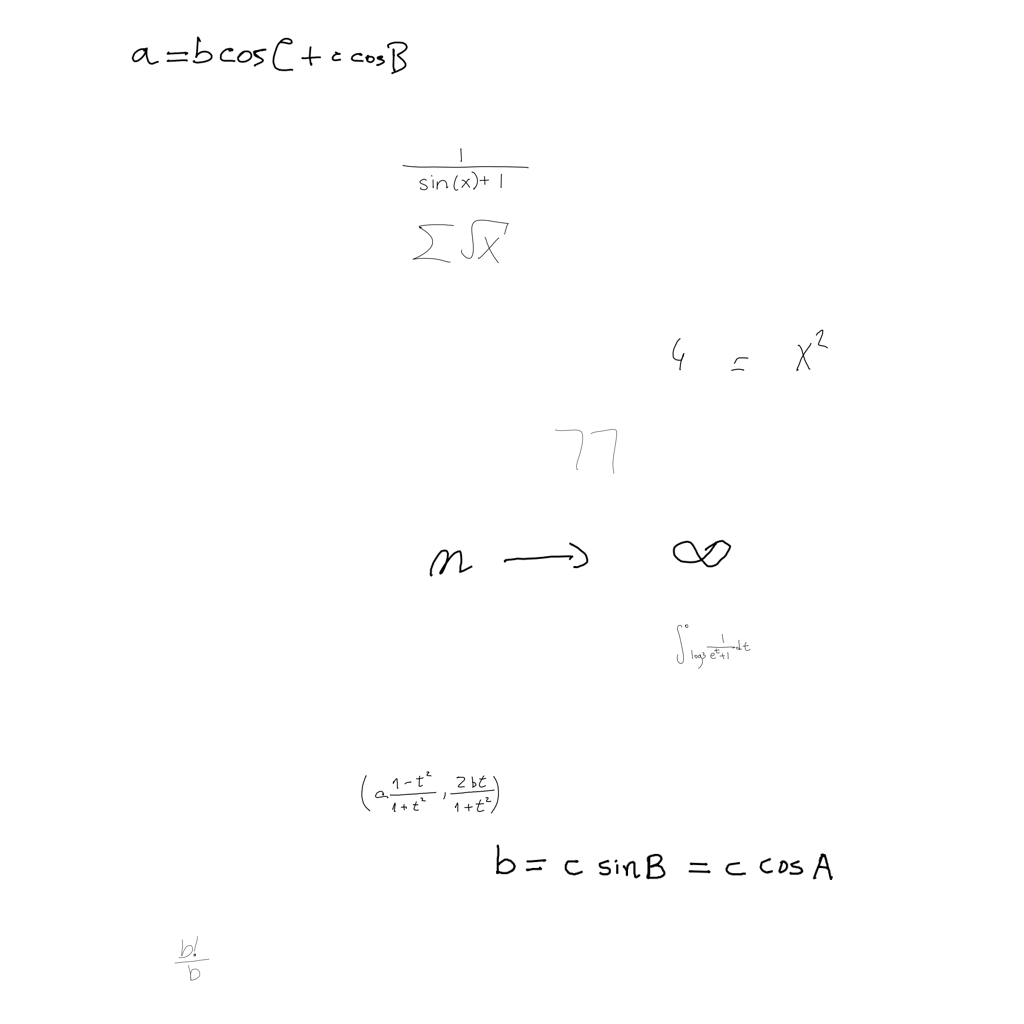 a = b cos C + c cos B
\frac{1}{\sin(x)+1}
\sum \sqrt{x}
4 = x^2
77
n \longrightarrow \infty
\int_{\log 3}^{0} \frac{1}{e^t+1} dt
\left(a\frac{1-t^2}{1+t^2}, \frac{2bt}{1+t^2}\right)
b = c sin B = c cos A
\frac{b!}{b}